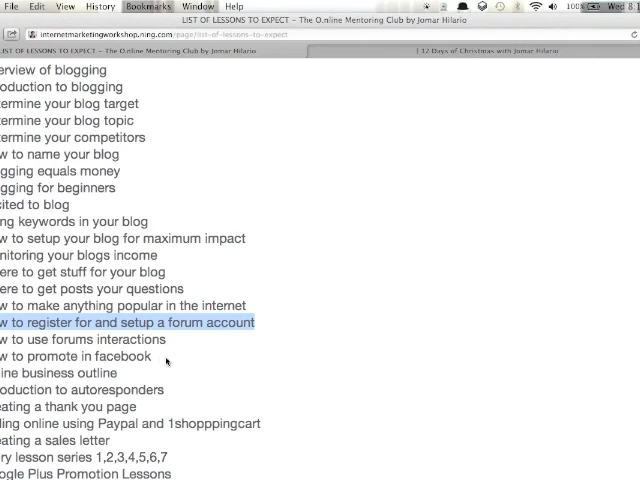 File Edit View History Bookmarks Window Help 100% Wed 8:1
LIST OF LESSONS TO EXPECT – The O.nline Mentoring Club by Jomar Hilario
internetmarketingworkshop.ning.com/page/list-of-lessons-to-expect
LIST OF LESSONS TO EXPECT – The O.nline Mentoring Club by Jomar Hilario | 12 Days of Christmas with Jomar Hilario
erview of blogging
oduction to blogging
termine your blog target
termine your blog topic
termine your competitors
w to name your blog
gging equals money
gging for beginners
cited to blog
ng keywords in your blog
w to setup your blog for maximum impact
nitoring your blogs income
ere to get stuff for your blog
ere to get posts your questions
w to make anything popular in the internet
w to register for and setup a forum account
w to use forums interactions
w to promote in facebook
ine business outline
oduction to autoresponders
eating a thank you page
ling online using Paypal and 1shopppingcart
eating a sales letter
ry lesson series 1,2,3,4,5,6,7
ogle Plus Promotion Lessons